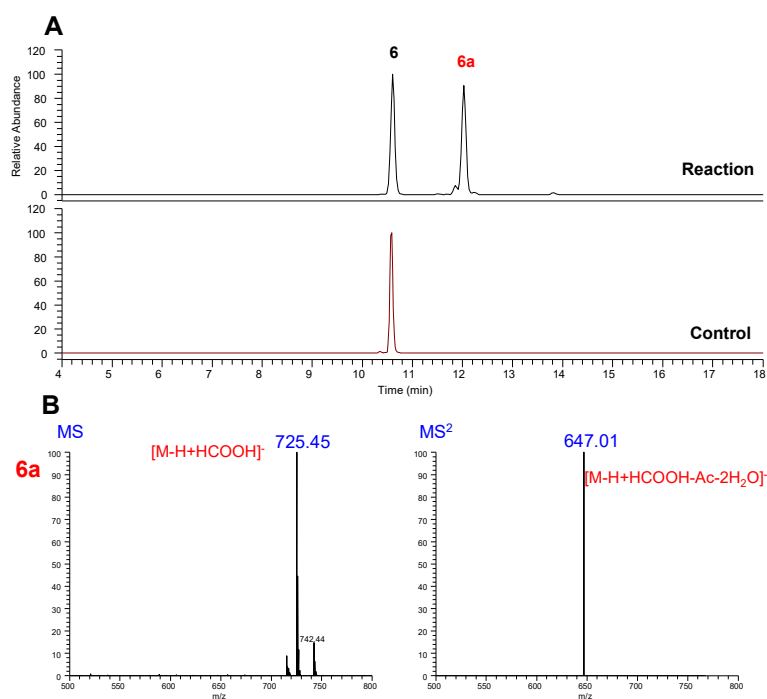 A
6
6a
120
100
80
60
40
20
0
Relative Abundance
Reaction
120
100
80
60
40
20
0
Control
4 5 6 7 8 9 10 11 12 13 14 15 16 17 18
Time (min)
B
MS
[M-H+HCOOH]- 725.45
6a
100
90
80
70
60
50
40
30
20
10
0
742.44
500 550 600 650 700 750 800
m/z
MS2
647.01
[M-H+HCOOH-Ac-2H2O]-
100
90
80
70
60
50
40
30
20
10
0
500 550 600 650 700 750 800
m/z